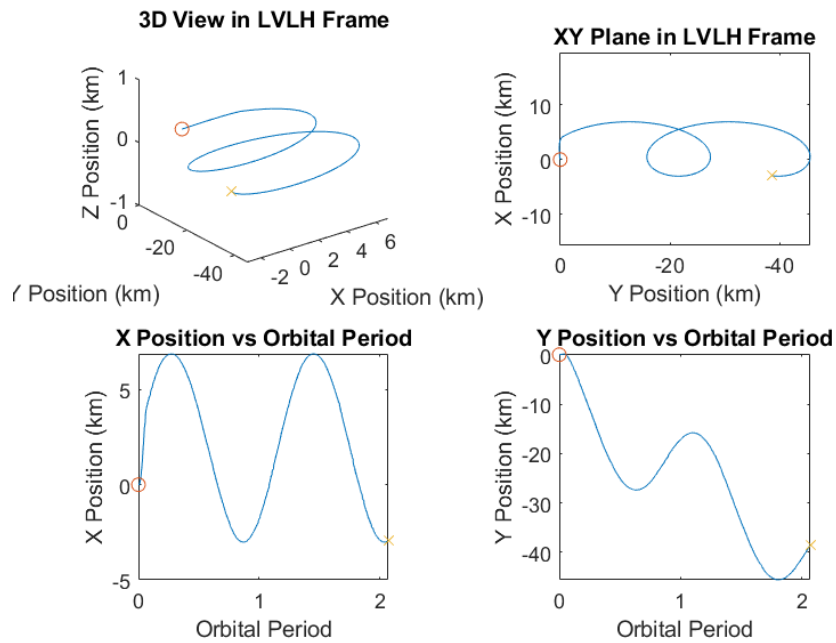 3D View in LVLH Frame
1
0
-1
Z Position (km)
0
-20
-40
Y Position (km)
-2
0
2
4
6
X Position (km)
XY Plane in LVLH Frame
10
0
-10
X Position (km)
0
-20
-40
Y Position (km)
X Position vs Orbital Period
5
0
-5
X Position (km)
0
1
2
Orbital Period
Y Position vs Orbital Period
0
-10
-20
-30
-40
Y Position (km)
0
1
2
Orbital Period